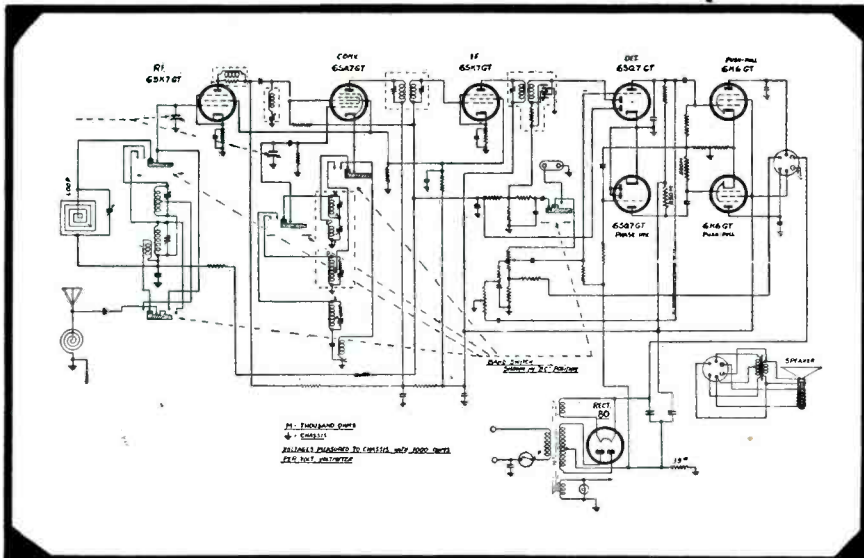 RF
6SK7GT
CONV
6SA7GT
IF
6SK7GT
DET.
6SQ7GT
PUSH-PULL
6K6GT
LOOP
6SQ7GT
PHASE INV.
6K6GT
PUSH-PULL
BAND SWITCH
SHOWN IN "BC" POSITION
SPEAKER
RECT.
80
M - THOUSAND OHMS
- CHASSIS
VOLTAGES MEASURED TO CHASSIS WITH 1000 OHMS
PER VOLT VOLTMETER